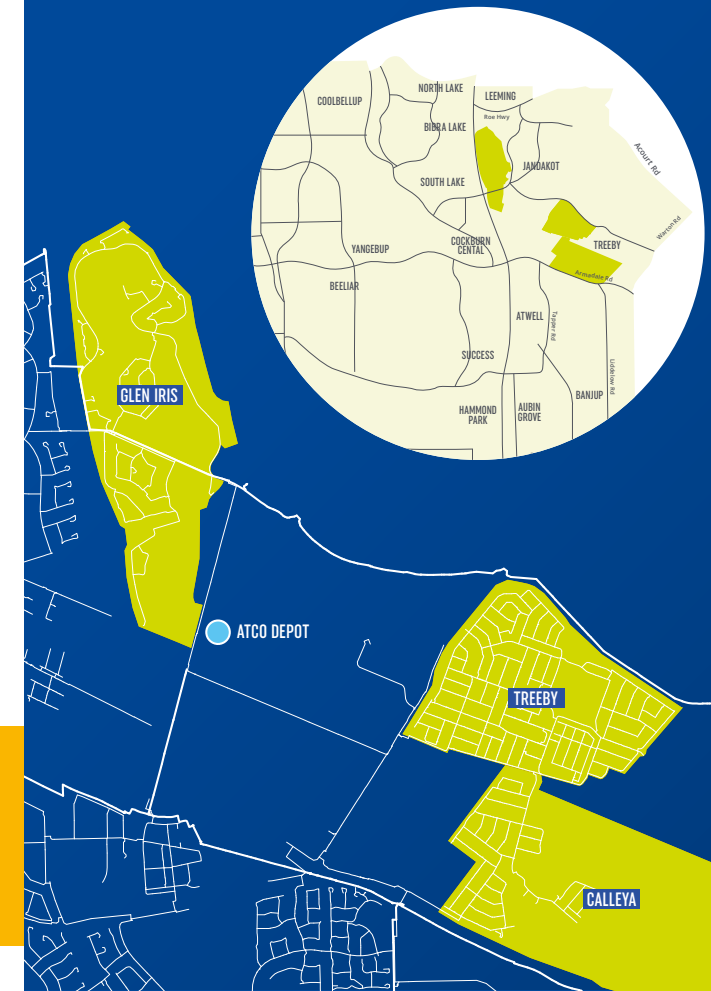 NORTH LAKE
LEEMING
COOLBELLUP
Roe Hwy
BIBRA LAKE
Acourt Rd
JANDAKOT
SOUTH LAKE
Warton Rd
YANGEBUP
COCKBURN
CENTAL
TREEBY
Armadale Rd
BEELIAR
ATWELL
Tapper Rd
SUCCESS
Liddelow Rd
BANJUP
HAMMOND
PARK
AUBIN
GROVE
GLEN IRIS
ATCO DEPOT
TREEBY
CALLEYA